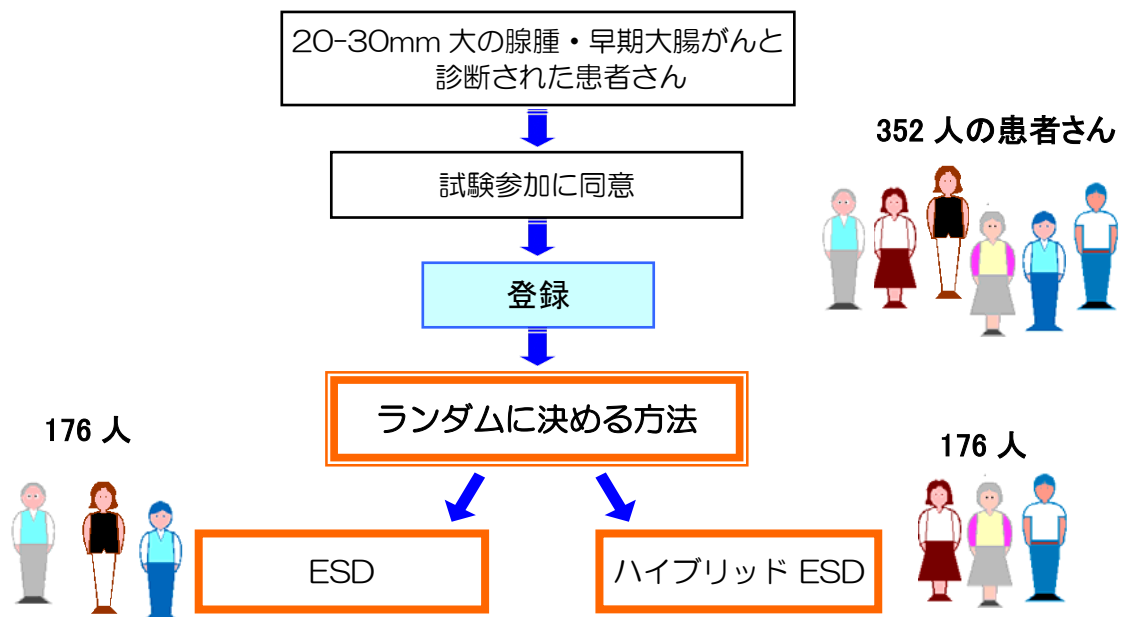 20-30mm 大の腺腫・早期大腸がんと
診断された患者さん
352 人の患者さん
試験参加に同意
登録
ランダムに決める方法
176 人
176 人
ESD
ハイブリッド ESD